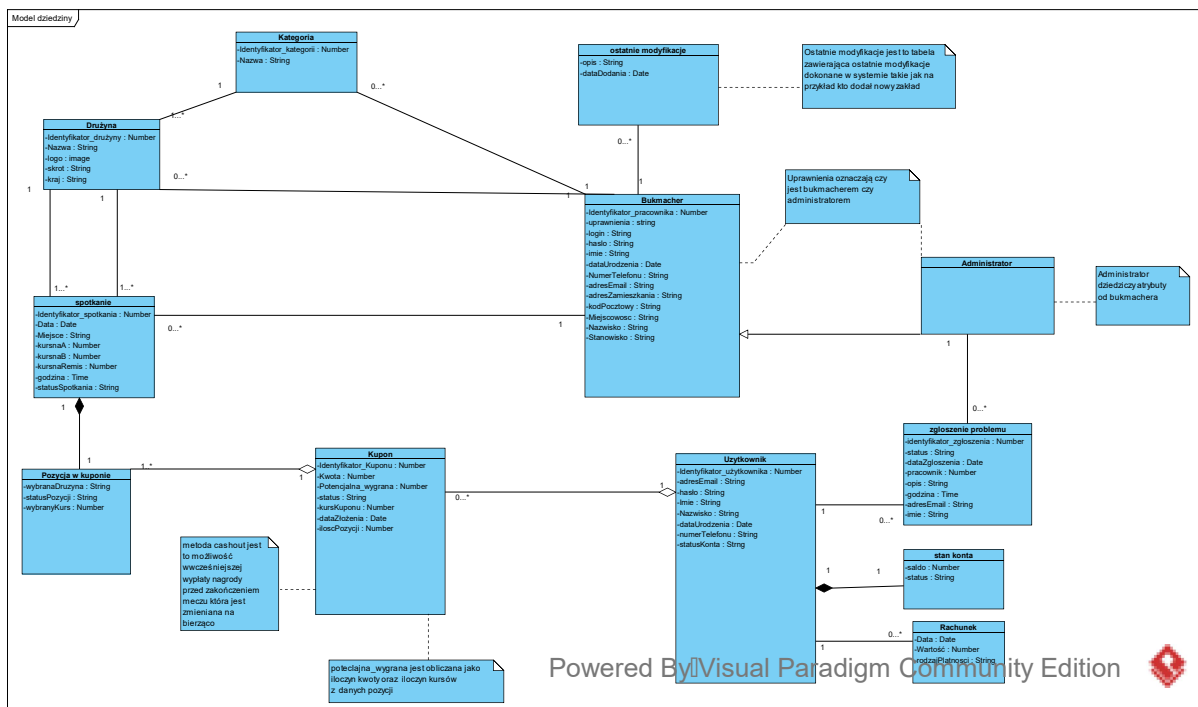 Model dziedziny
Kategoria
-Identyfikator_kategorii : Number
-Nazwa : String
1
0...*
1...*
Drużyna
-Identyfikator_drużyny : Number
-Nazwa : String
-logo : image
-skrot : String
-kraj : String
0...*
1
1
1
1...*
1...*
ostatnie modyfikacje
-opis : String
-dataDodania : Date
0...*
1
Ostatnie modyfikacje jest to tabela
zawierająca ostatnie modyfikacje
dokonane w systemie takie jak na
przykład kto dodał nowy zakład
Bukmacher
-Identyfikator_pracownika : Number
-uprawnienia : string
-login : String
-hasło : String
-imie : String
-dataUrodzenia : Date
-NumerTelefonu : String
-adresEmail : String
-adresZamieszkania : String
-kodPocztowy : String
-Miejscowosc : String
-Nazwisko : String
-Stanowisko : String
Uprawnienia oznaczają czy
jest bukmacherem czy
administratorem
Administrator
Administrator
dziedziczy atrybuty
od bukmachera
1
0...*
spotkanie
-Identyfikator_spotkania : Number
-Data : Date
-Miejsce : String
-kursnaA : Number
-kursnaB : Number
-kursnaRemis : Number
-godzina : Time
-statusSpotkania : String
0...*
1
1
1
Pozycja w kuponie
-wybranaDruzyna : String
-statusPozycji : String
-wybranyKurs : Number
1..*
1
Kupon
-Identyfikator_Kuponu : Number
-Kwota : Number
-Potencjalna_wygrana : Number
-status : String
-kursKuponu : Number
-dataZłożenia : Date
-iloscPozycji : Number
0...*
1
metoda cashout jest
to możliwość
wwcześniejszej
wypłaty nagrody
przed zakończeniem
meczu która jest
zmieniana na
bierząco
poteclajna_wygrana jest obliczana jako
iloczyn kwoty oraz iloczyn kursów
z danych pozycji
Uzytkownik
-Identyfikator_użytkownika : Number
-adresEmail : String
-hasło : String
-Imie : String
-Nazwisko : String
-dataUrodzenia : Date
-numerTelefonu : String
-statusKonta : Strng
zgloszenie problemu
-identyfikator_zgłoszenia : Number
-status : String
-dataZgloszenia : Date
-pracownik : Number
-opis : String
-godzina : Time
-adresEmail : String
-imie : String
1
0...*
stan konta
-saldo : Number
-status : String
1
1
Rachunek
-Data : Date
-Wartość : Number
-rodzajPlatnosci : String
0...*
1
Powered By Visual Paradigm Community Edition